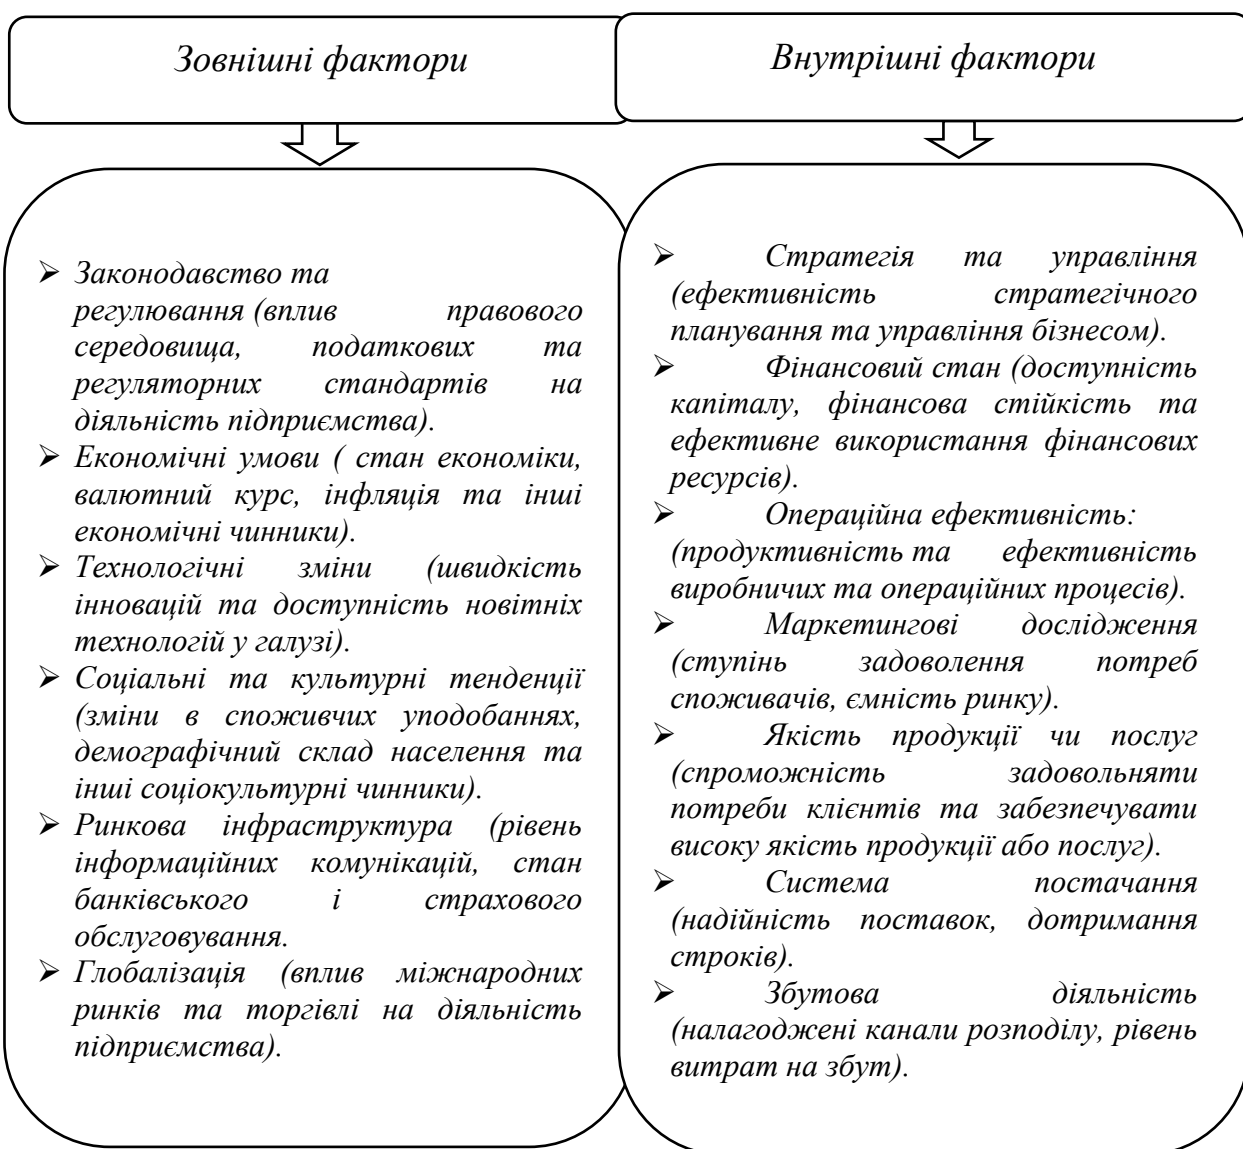 Зовнішні фактори
Внутрішні фактори
➢ Законодавство та
регулювання (вплив правового
середовища, податкових та
регуляторних стандартів на
діяльність підприємства).
➢ Економічні умови ( стан економіки,
валютний курс, інфляція та інші
економічні чинники).
➢ Технологічні зміни (швидкість
інновацій та доступність новітніх
технологій у галузі).
➢ Соціальні та культурні тенденції
(зміни в споживчих уподобаннях,
демографічний склад населення та
інші соціокультурні чинники).
➢ Ринкова інфраструктура (рівень
інформаційних комунікацій, стан
банківського і страхового
обслуговування.
➢ Глобалізація (вплив міжнародних
ринків та торгівлі на діяльність
підприємства).
➢ Стратегія та управління
(ефективність стратегічного
планування та управління бізнесом).
➢ Фінансовий стан (доступність
капіталу, фінансова стійкість та
ефективне використання фінансових
ресурсів).
➢ Операційна ефективність:
(продуктивність та ефективність
виробничих та операційних процесів).
➢ Маркетингові дослідження
(ступінь задоволення потреб
споживачів, ємність ринку).
➢ Якість продукції чи послуг
(спроможність задовольняти
потреби клієнтів та забезпечувати
високу якість продукції або послуг).
➢ Система постачання
(надійність поставок, дотримання
строків).
➢ Збутова діяльність
(налагоджені канали розподілу, рівень
витрат на збут).